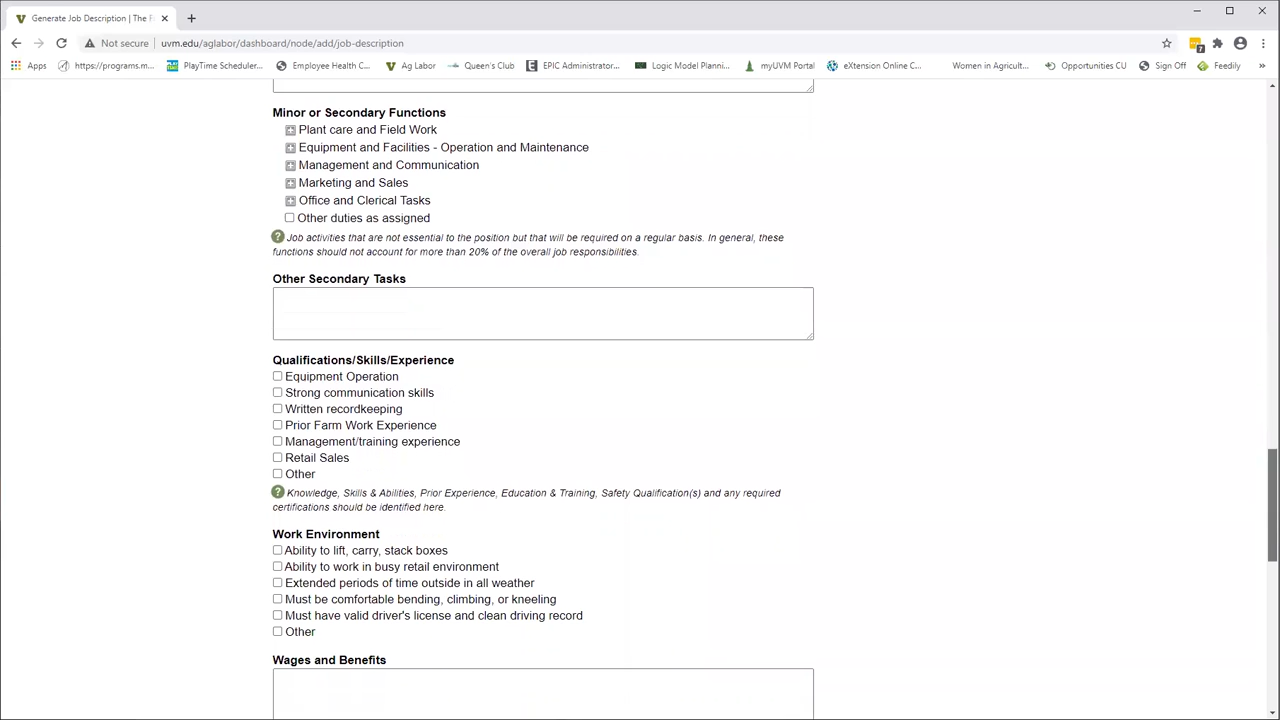 Generate Job Description | The F
Not secure uvm.edu/aglabor/dashboard/node/add/job-description
7
Apps https://programs.m... PlayTime Scheduler... Employee Health C... Ag Labor Queen's Club EPIC Administrator... Logic Model Planni... myUVM Portal eXtension Online C... Women in Agricult... Opportunities CU Sign Off Feedily »
Minor or Secondary Functions
Plant care and Field Work
Equipment and Facilities - Operation and Maintenance
Management and Communication
Marketing and Sales
Office and Clerical Tasks
Other duties as assigned
? Job activities that are not essential to the position but that will be required on a regular basis. In general, these
functions should not account for more than 20% of the overall job responsibilities.
Other Secondary Tasks
Qualifications/Skills/Experience
Equipment Operation
Strong communication skills
Written recordkeeping
Prior Farm Work Experience
Management/training experience
Retail Sales
Other
? Knowledge, Skills & Abilities, Prior Experience, Education & Training, Safety Qualification(s) and any required
certifications should be identified here.
Work Environment
Ability to lift, carry, stack boxes
Ability to work in busy retail environment
Extended periods of time outside in all weather
Must be comfortable bending, climbing, or kneeling
Must have valid driver's license and clean driving record
Other
Wages and Benefits